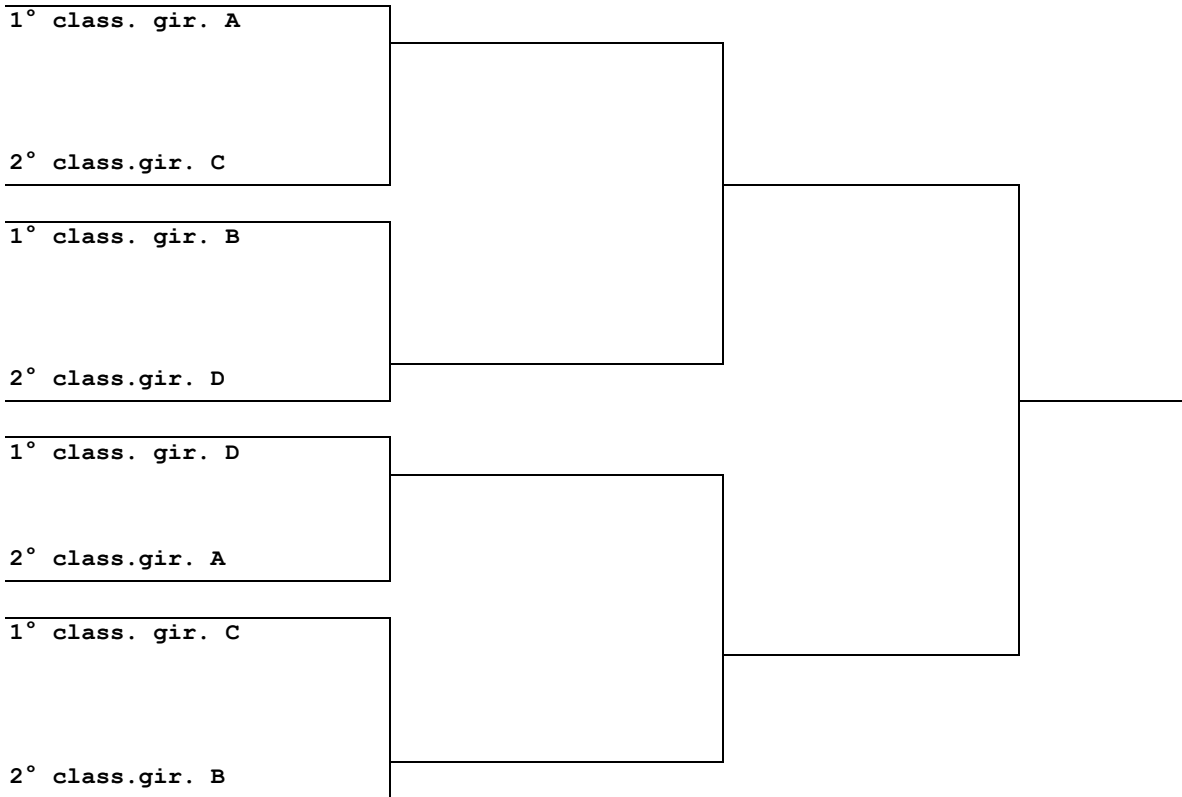 1° class. gir. A
2° class.gir. C
1° class. gir. B
2° class.gir. D
1° class. gir. D
2° class.gir. A
1° class. gir. C
2° class.gir. B